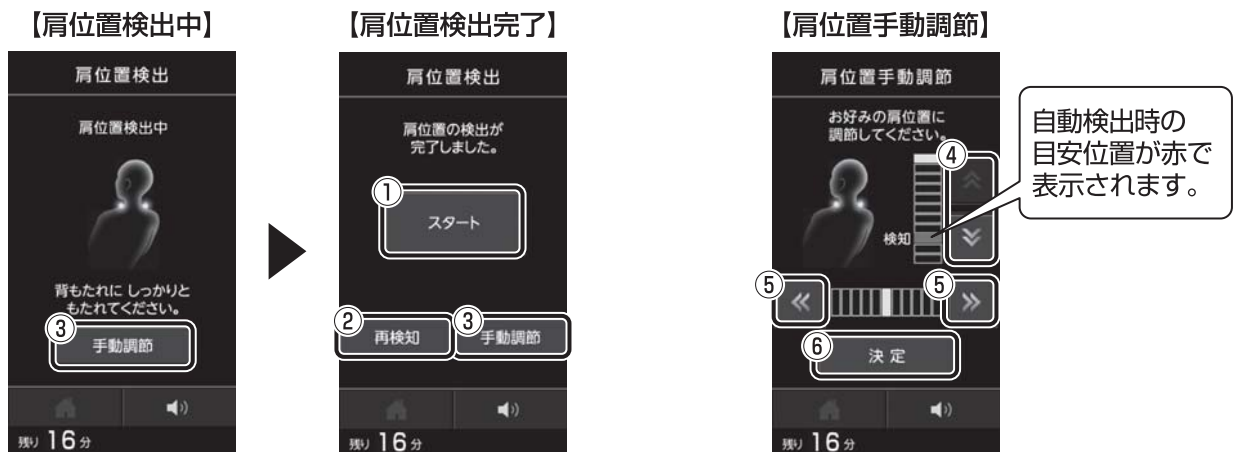 【肩位置検出中】
肩位置検出
肩位置検出中
背もたれに しっかりと
もたれてください。
③
手動調節
残り 16 分
【肩位置検出完了】
肩位置検出
肩位置の検出が
完了しました。
①
スタート
②
再検知
③
手動調節
残り 16 分
【肩位置手動調節】
肩位置手動調節
お好みの肩位置に
調節してください。
④
検知
⑤
⑤
⑥
決定
残り 16 分
自動検出時の
目安位置が赤で
表示されます。